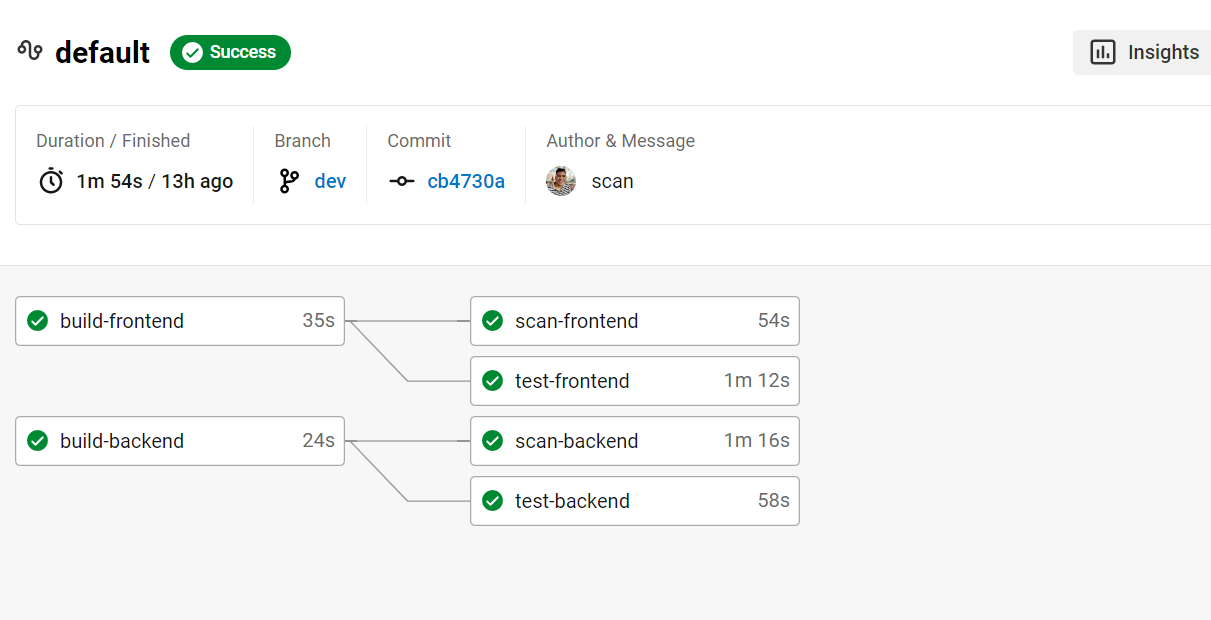 default Success Insights
Duration / Finished Branch Commit Author & Message
1m 54s / 13h ago dev cb4730a scan
build-frontend 35s scan-frontend 54s
test-frontend 1m 12s
build-backend 24s scan-backend 1m 16s
test-backend 58s